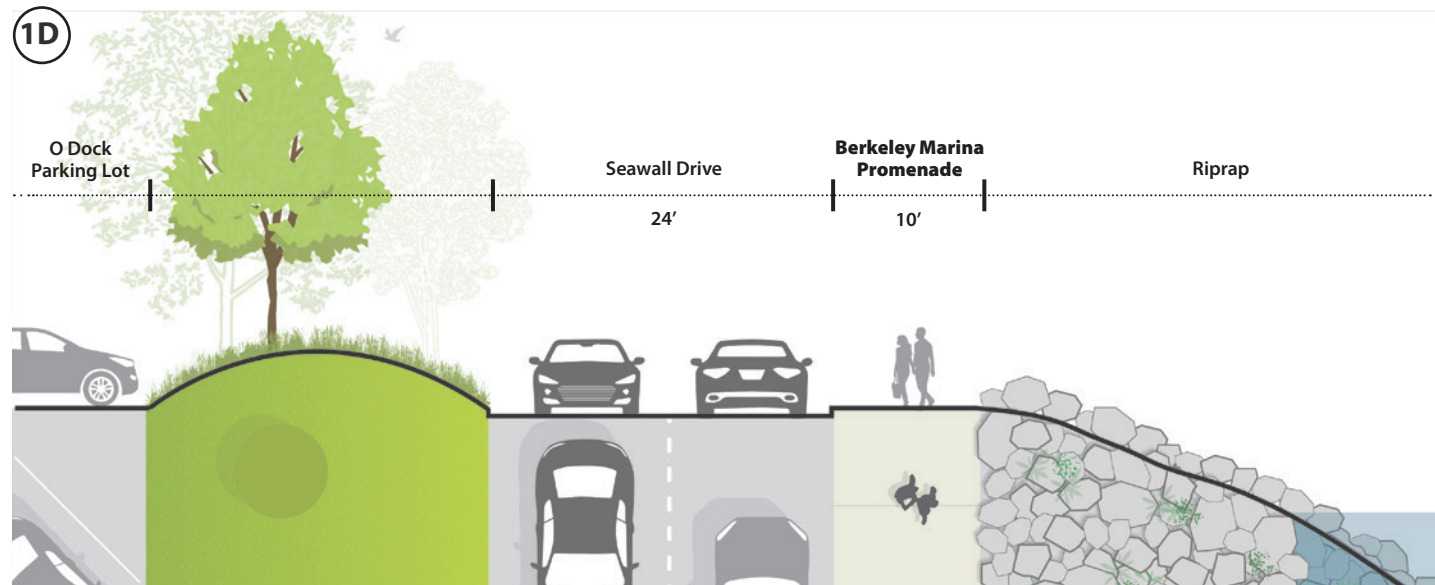 1D
O Dock
Parking Lot
Seawall Drive
24’
Berkeley Marina
Promenade
10’
Riprap